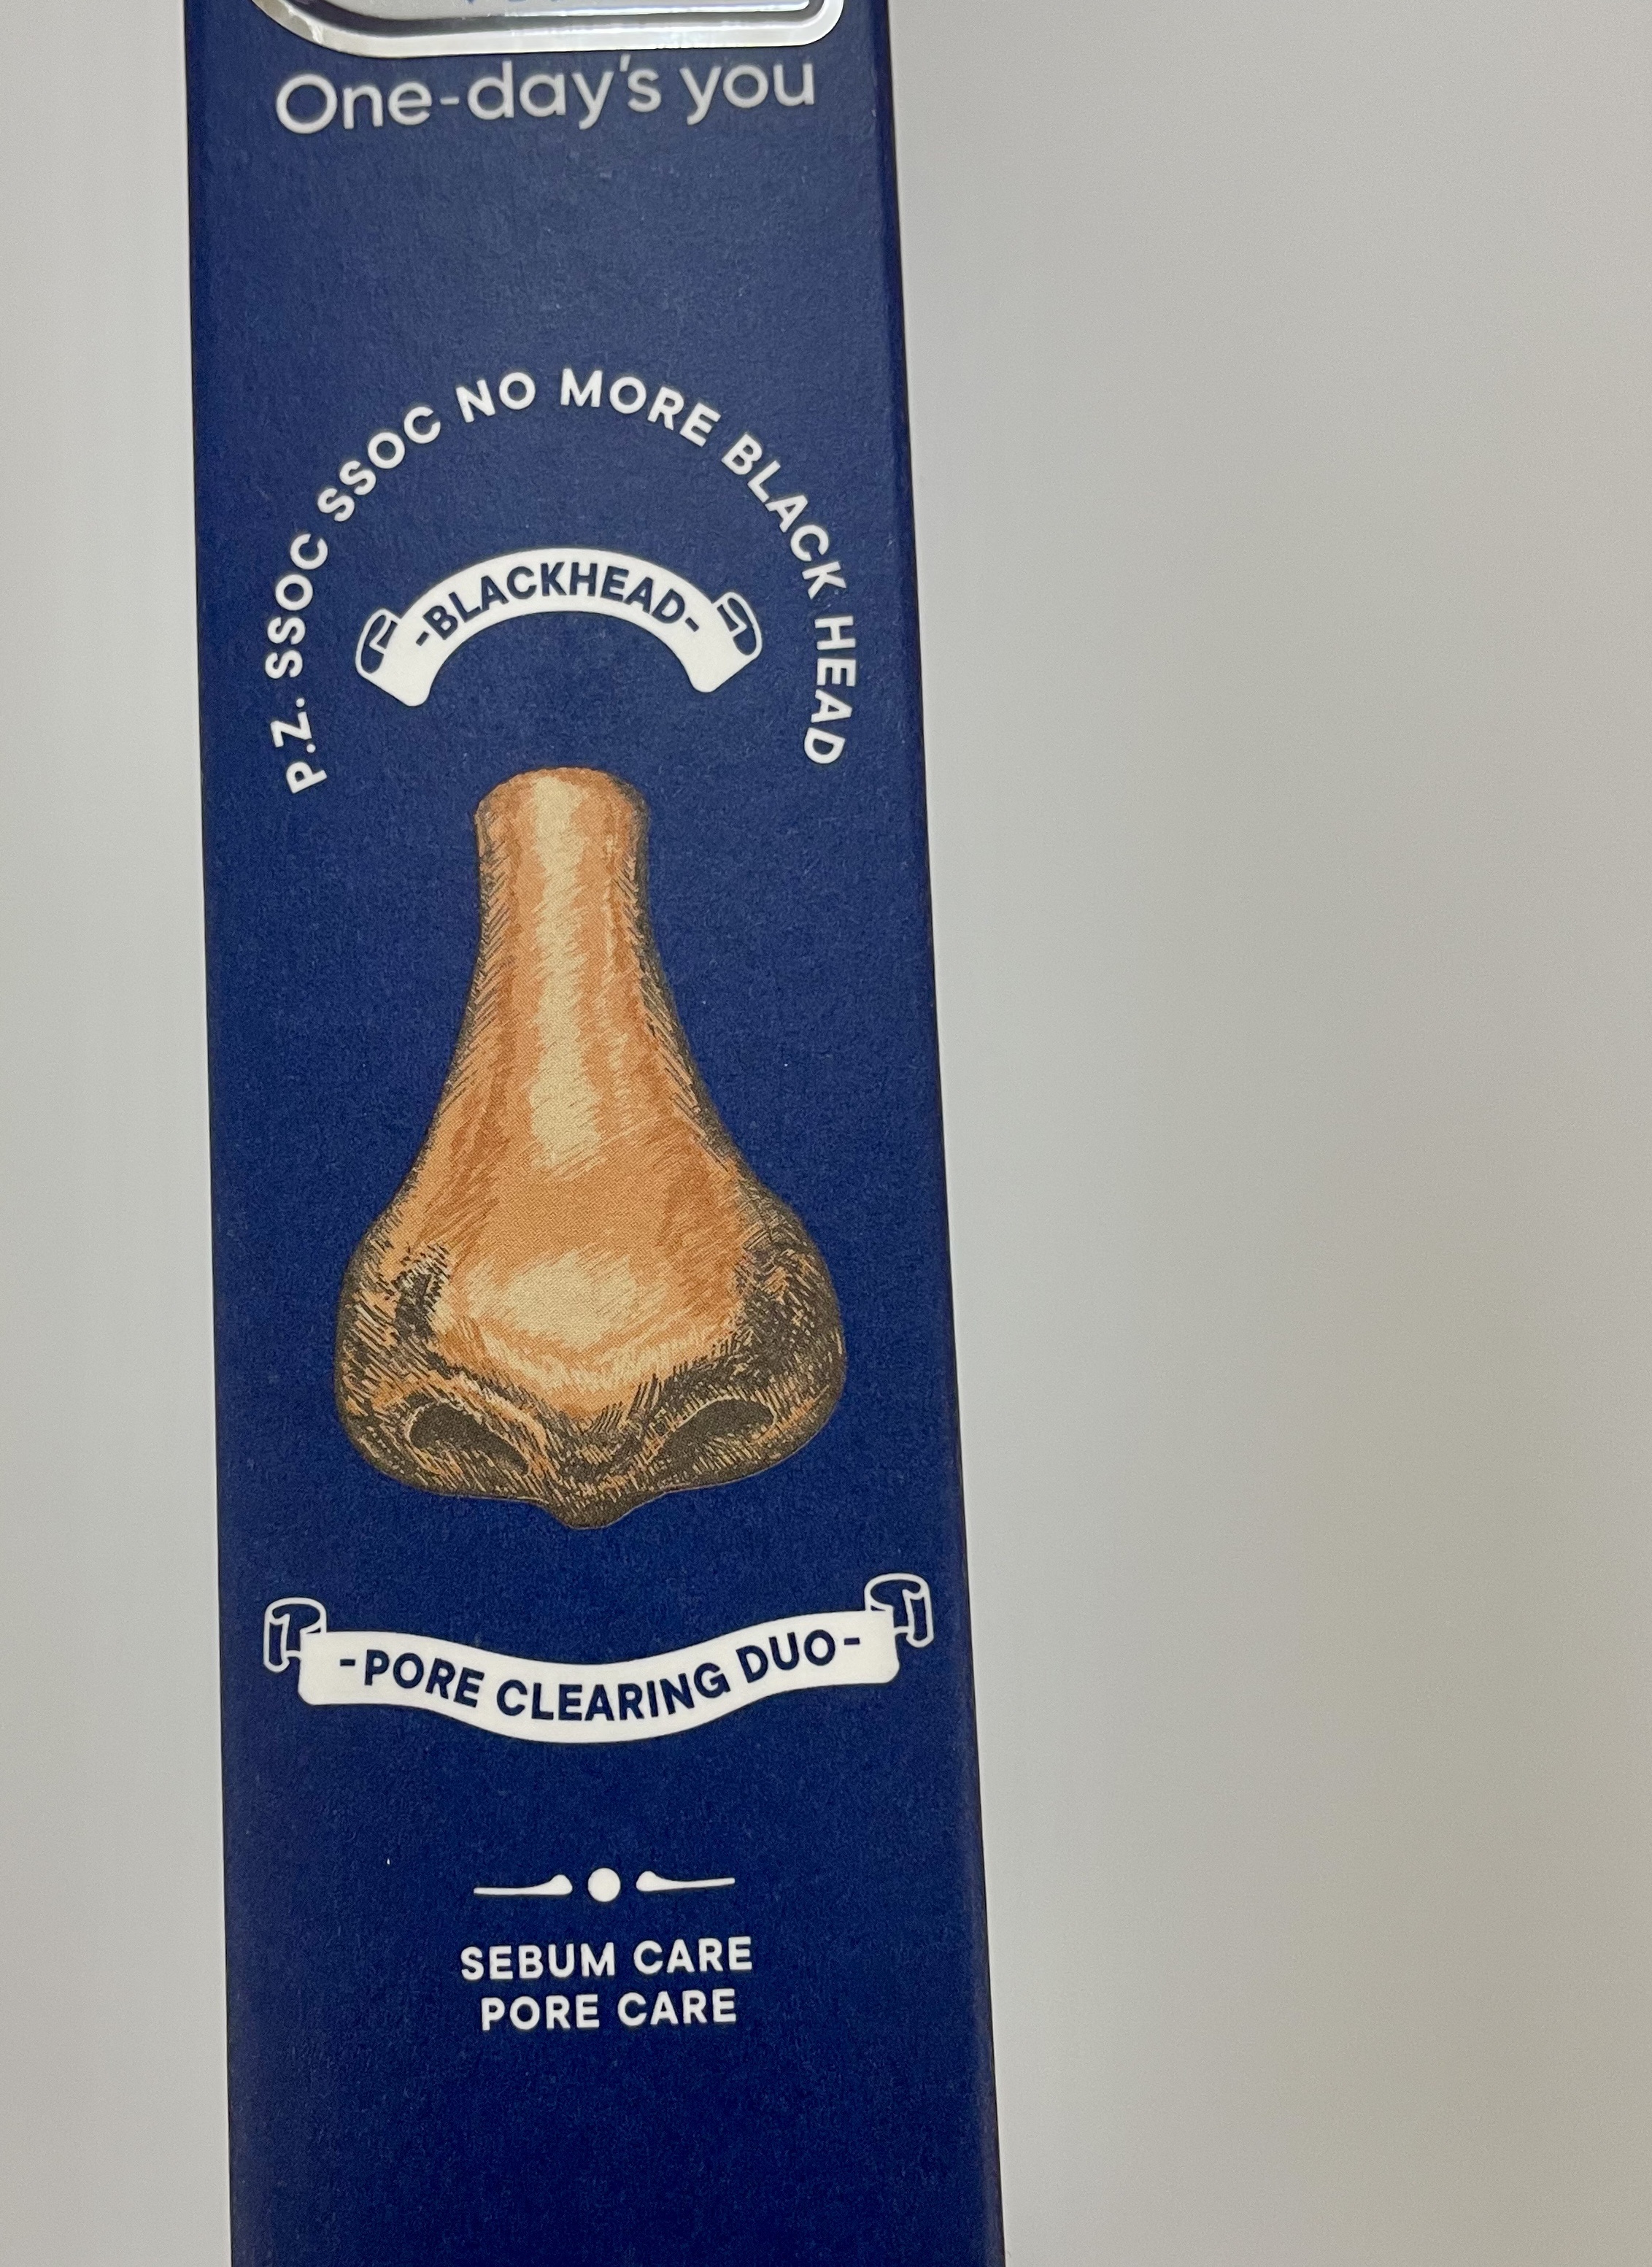 One-day's you
P.Z. SSOC SSOC NO MORE BLACK HEAD
-BLACKHEAD-
-PORE CLEARING DUO-
SEBUM CARE
PORE CARE